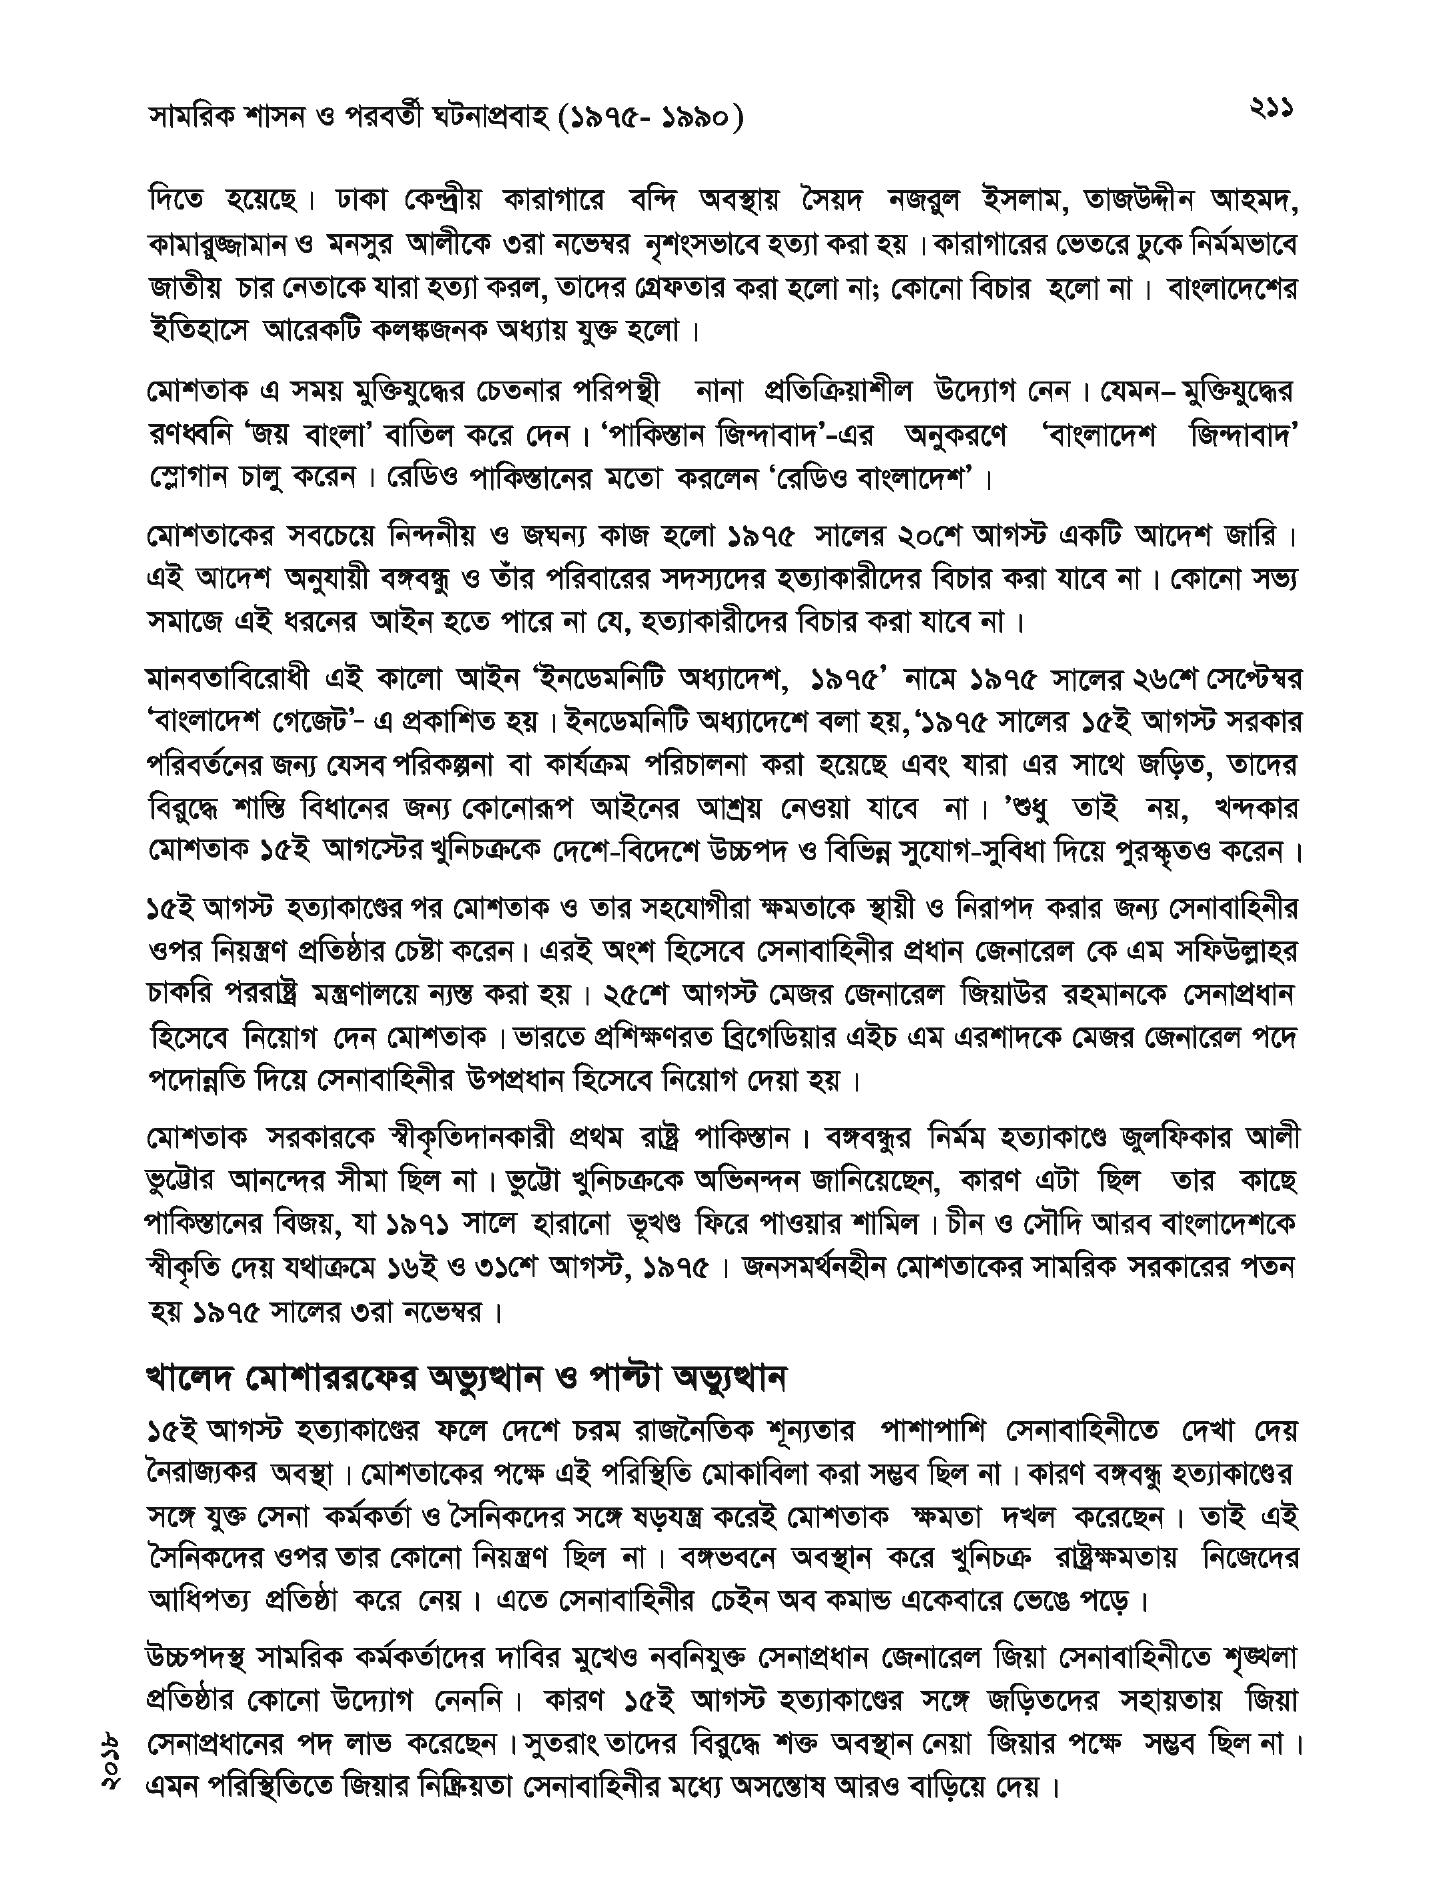 সামরিক শাসন ও পরবর্তী ঘটনাপ্রবাহ (১৯৭৫- ১৯৯০)
২১১
দিতে হয়েছে। ঢাকা কেন্দ্রীয় কারাগারে বন্দি অবস্থায় সৈয়দ নজরুল ইসলাম, তাজউদ্দীন আহমদ,
কামারুজ্জামান ও মনসুর আলীকে ৩রা নভেম্বর নৃশংসভাবে হত্যা করা হয়। কারাগারের ভেতরে ঢুকে নির্মমভাবে
জাতীয় চার নেতাকে যারা হত্যা করল, তাদের গ্রেফতার করা হলো না; কোনো বিচার হলো না। বাংলাদেশের
ইতিহাসে আরেকটি কলঙ্কজনক অধ্যায় যুক্ত হলো।
মোশতাক এ সময় মুক্তিযুদ্ধের চেতনার পরিপন্থী নানা প্রতিক্রিয়াশীল উদ্যোগ নেন। যেমন– মুক্তিযুদ্ধের
রণধ্বনি ‘জয় বাংলা’ বাতিল করে দেন। ‘পাকিস্তান জিন্দাবাদ’-এর অনুকরণে ‘বাংলাদেশ জিন্দাবাদ’
স্লোগান চালু করেন। রেডিও পাকিস্তানের মতো করলেন ‘রেডিও বাংলাদেশ’।
মোশতাকের সবচেয়ে নিন্দনীয় ও জঘন্য কাজ হলো ১৯৭৫ সালের ২০শে আগস্ট একটি আদেশ জারি।
এই আদেশ অনুযায়ী বঙ্গবন্ধু ও তাঁর পরিবারের সদস্যদের হত্যাকারীদের বিচার করা যাবে না। কোনো সভ্য
সমাজে এই ধরনের আইন হতে পারে না যে, হত্যাকারীদের বিচার করা যাবে না।
মানবতাবিরোধী এই কালো আইন ‘ইনডেমনিটি অধ্যাদেশ, ১৯৭৫’ নামে ১৯৭৫ সালের ২৬শে সেপ্টেম্বর
‘বাংলাদেশ গেজেট’- এ প্রকাশিত হয়। ইনডেমনিটি অধ্যাদেশে বলা হয়,‘১৯৭৫ সালের ১৫ই আগস্ট সরকার
পরিবর্তনের জন্য যেসব পরিকল্পনা বা কার্যক্রম পরিচালনা করা হয়েছে এবং যারা এর সাথে জড়িত, তাদের
বিরুদ্ধে শাস্তি বিধানের জন্য কোনোরূপ আইনের আশ্রয় নেওয়া যাবে না। ’শুধু তাই নয়, খন্দকার
মোশতাক ১৫ই আগস্টের খুনিচক্রকে দেশে-বিদেশে উচ্চপদ ও বিভিন্ন সুযোগ-সুবিধা দিয়ে পুরস্কৃতও করেন।
১৫ই আগস্ট হত্যাকাণ্ডের পর মোশতাক ও তার সহযোগীরা ক্ষমতাকে স্থায়ী ও নিরাপদ করার জন্য সেনাবাহিনীর
ওপর নিয়ন্ত্রণ প্রতিষ্ঠার চেষ্টা করেন। এরই অংশ হিসেবে সেনাবাহিনীর প্রধান জেনারেল কে এম সফিউল্লাহর
চাকরি পররাষ্ট্র মন্ত্রণালয়ে ন্যস্ত করা হয়। ২৫শে আগস্ট মেজর জেনারেল জিয়াউর রহমানকে সেনাপ্রধান
হিসেবে নিয়োগ দেন মোশতাক। ভারতে প্রশিক্ষণরত ব্রিগেডিয়ার এইচ এম এরশাদকে মেজর জেনারেল পদে
পদোন্নতি দিয়ে সেনাবাহিনীর উপপ্রধান হিসেবে নিয়োগ দেয়া হয়।
মোশতাক সরকারকে স্বীকৃতিদানকারী প্রথম রাষ্ট্র পাকিস্তান। বঙ্গবন্ধুর নির্মম হত্যাকাণ্ডে জুলফিকার আলী
ভুট্টোর আনন্দের সীমা ছিল না। ভুট্টো খুনিচক্রকে অভিনন্দন জানিয়েছেন, কারণ এটা ছিল তার কাছে
পাকিস্তানের বিজয়, যা ১৯৭১ সালে হারানো ভূখণ্ড ফিরে পাওয়ার শামিল। চীন ও সৌদি আরব বাংলাদেশকে
স্বীকৃতি দেয় যথাক্রমে ১৬ই ও ৩১শে আগস্ট, ১৯৭৫। জনসমর্থনহীন মোশতাকের সামরিক সরকারের পতন
হয় ১৯৭৫ সালের ৩রা নভেম্বর।
খালেদ মোশাররফের অভ্যুত্থান ও পাল্টা অভ্যুত্থান
১৫ই আগস্ট হত্যাকাণ্ডের ফলে দেশে চরম রাজনৈতিক শূন্যতার পাশাপাশি সেনাবাহিনীতে দেখা দেয়
নৈরাজ্যকর অবস্থা। মোশতাকের পক্ষে এই পরিস্থিতি মোকাবিলা করা সম্ভব ছিল না। কারণ বঙ্গবন্ধু হত্যাকাণ্ডের
সঙ্গে যুক্ত সেনা কর্মকর্তা ও সৈনিকদের সঙ্গে ষড়যন্ত্র করেই মোশতাক ক্ষমতা দখল করেছেন। তাই এই
সৈনিকদের ওপর তার কোনো নিয়ন্ত্রণ ছিল না। বঙ্গভবনে অবস্থান করে খুনিচক্র রাষ্ট্রক্ষমতায় নিজেদের
আধিপত্য প্রতিষ্ঠা করে নেয়। এতে সেনাবাহিনীর চেইন অব কমান্ড একেবারে ভেঙে পড়ে।
উচ্চপদস্থ সামরিক কর্মকর্তাদের দাবির মুখেও নবনিযুক্ত সেনাপ্রধান জেনারেল জিয়া সেনাবাহিনীতে শৃঙ্খলা
প্রতিষ্ঠার কোনো উদ্যোগ নেননি। কারণ ১৫ই আগস্ট হত্যাকাণ্ডের সঙ্গে জড়িতদের সহায়তায় জিয়া
সেনাপ্রধানের পদ লাভ করেছেন। সুতরাং তাদের বিরুদ্ধে শক্ত অবস্থান নেয়া জিয়ার পক্ষে সম্ভব ছিল না।
এমন পরিস্থিতিতে জিয়ার নিষ্ক্রিয়তা সেনাবাহিনীর মধ্যে অসন্তোষ আরও বাড়িয়ে দেয়।
২০১৮